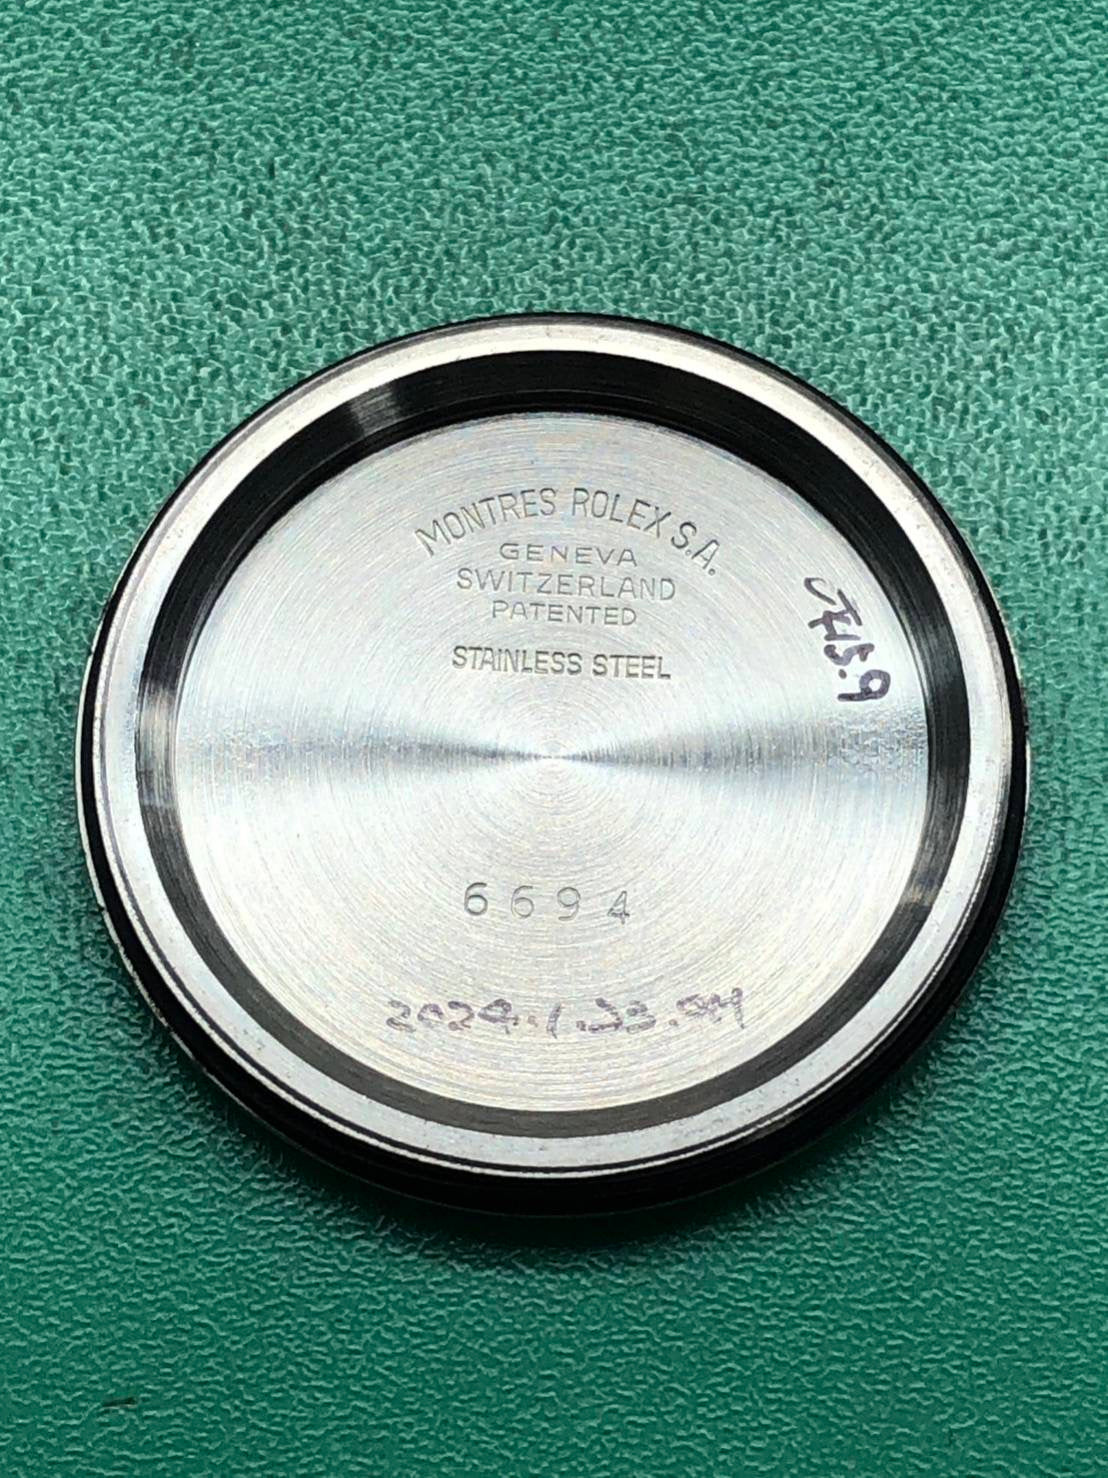 MONTRES ROLEX S.A.
GENEVA
SWITZERLAND
PATENTED
STAINLESS STEEL
6694